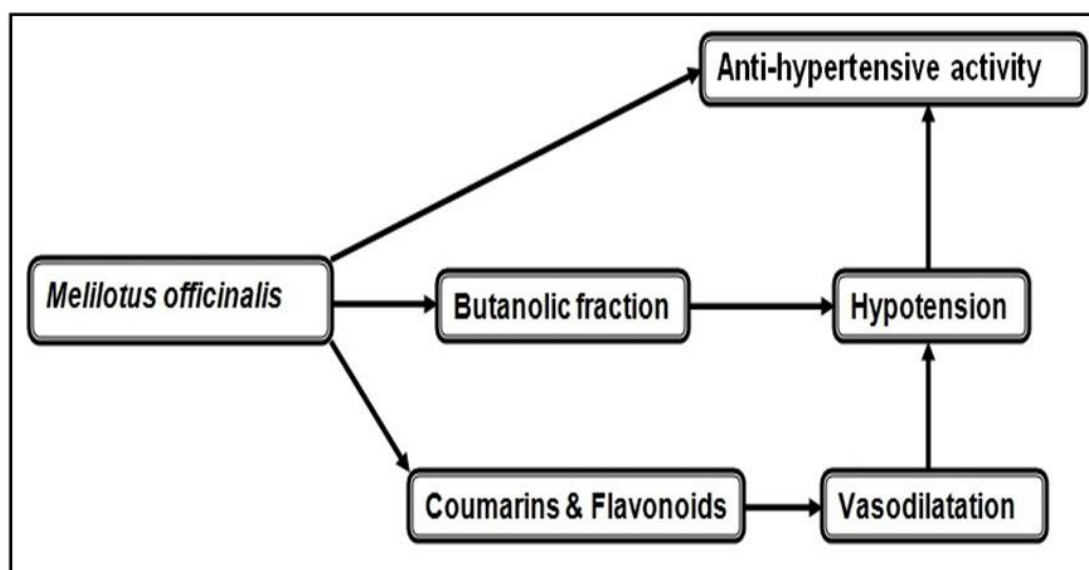 Anti-hypertensive activity
Melilotus officinalis
Butanolic fraction
Hypotension
Coumarins & Flavonoids
Vasodilatation